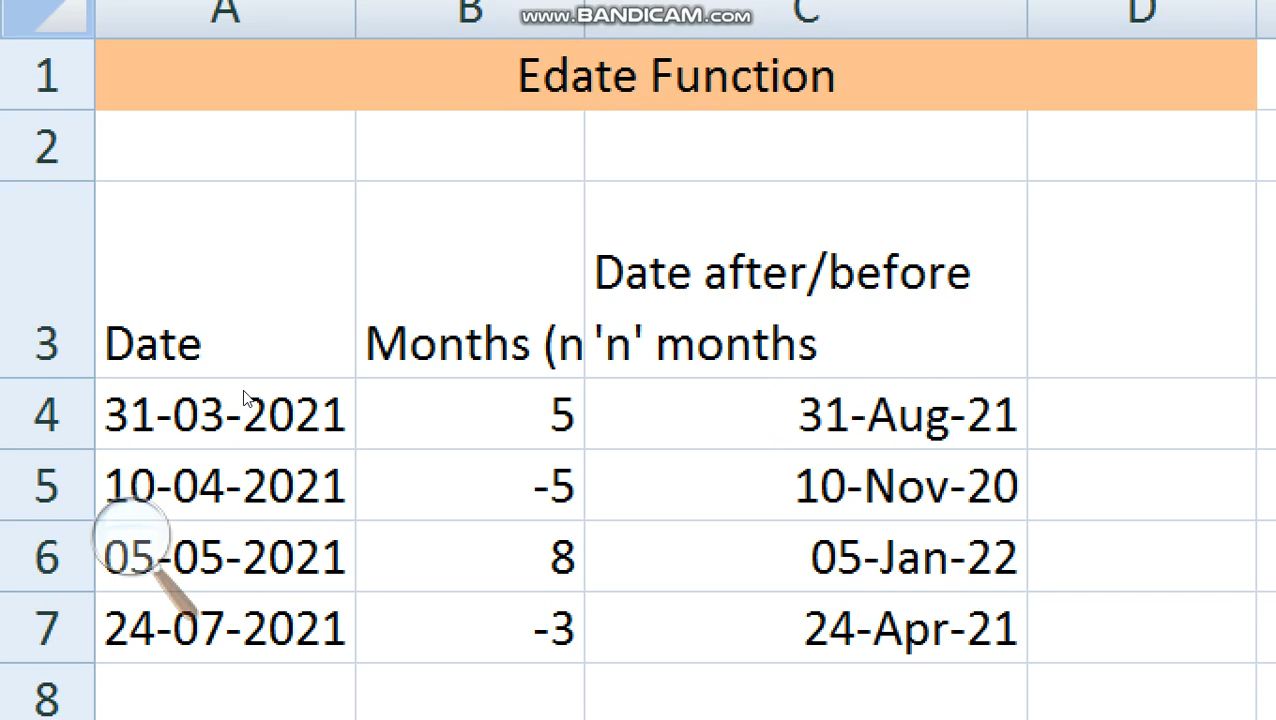 www.BANDICAM.com
A B C D
1 Edate Function
2
Date after/before
3 Date Months (n 'n' months
4 31-03-2021 5 31-Aug-21
5 10-04-2021 -5 10-Nov-20
6 05-05-2021 8 05-Jan-22
7 24-07-2021 -3 24-Apr-21
8